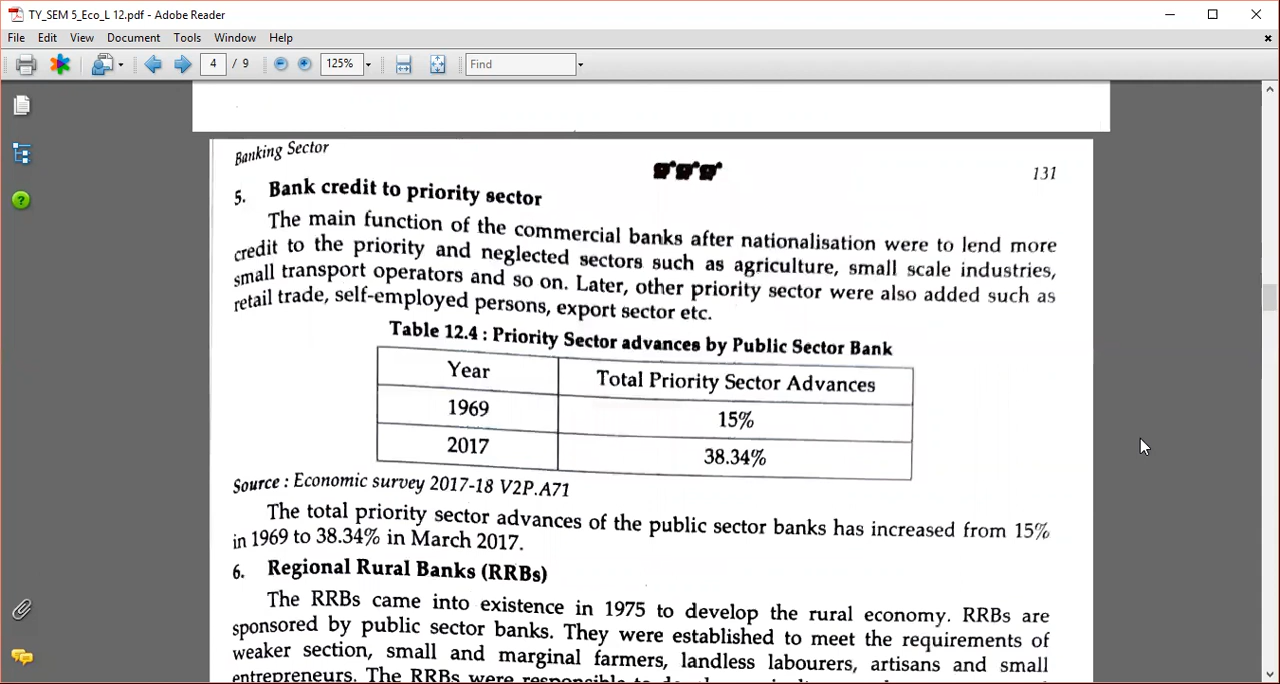 TY_SEM 5_Eco_L 12.pdf - Adobe Reader
File Edit View Document Tools Window Help
4 / 9 125% Find
Banking Sector
131
5. Bank credit to priority sector
The main function of the commercial banks after nationalisation were to lend more
credit to the priority and neglected sectors such as agriculture, small scale industries,
small transport operators and so on. Later, other priority sector were also added such as
retail trade, self-employed persons, export sector etc.
Table 12.4 : Priority Sector advances by Public Sector Bank
Year Total Priority Sector Advances
1969 15%
2017 38.34%
Source : Economic survey 2017-18 V2P.A71
The total priority sector advances of the public sector banks has increased from 15%
in 1969 to 38.34% in March 2017.
6. Regional Rural Banks (RRBs)
The RRBs came into existence in 1975 to develop the rural economy. RRBs are
sponsored by public sector banks. They were established to meet the requirements of
weaker section, small and marginal farmers, landless labourers, artisans and small
entrepreneurs. The RRBs were responsible to